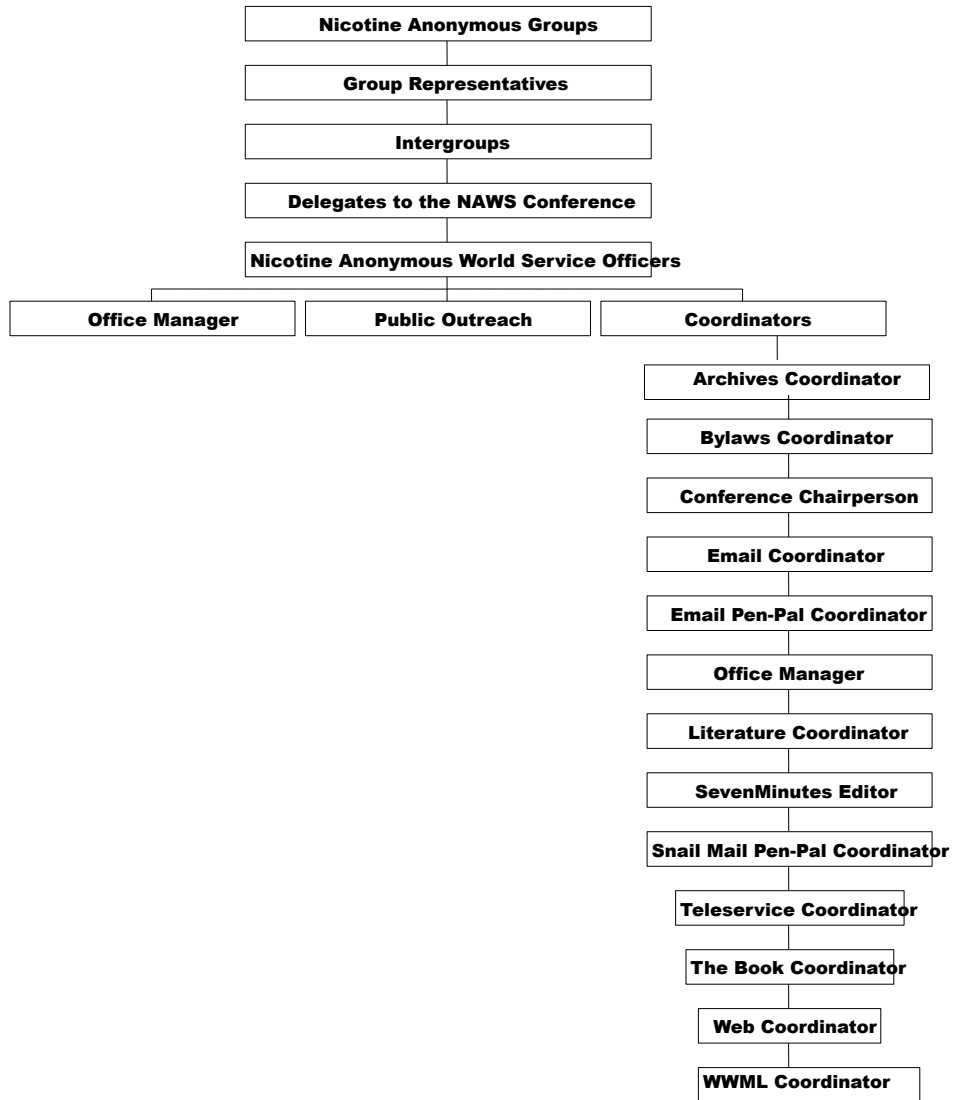 Nicotine Anonymous Groups
Group Representatives
Intergroups
Delegates to the NAWS Conference
Nicotine Anonymous World Service Officers
Office Manager
Public Outreach
Coordinators
Archives Coordinator
Bylaws Coordinator
Conference Chairperson
Email Coordinator
Email Pen-Pal Coordinator
Office Manager
Literature Coordinator
SevenMinutes Editor
Snail Mail Pen-Pal Coordinator
Teleservice Coordinator
The Book Coordinator
Web Coordinator
WWML Coordinator